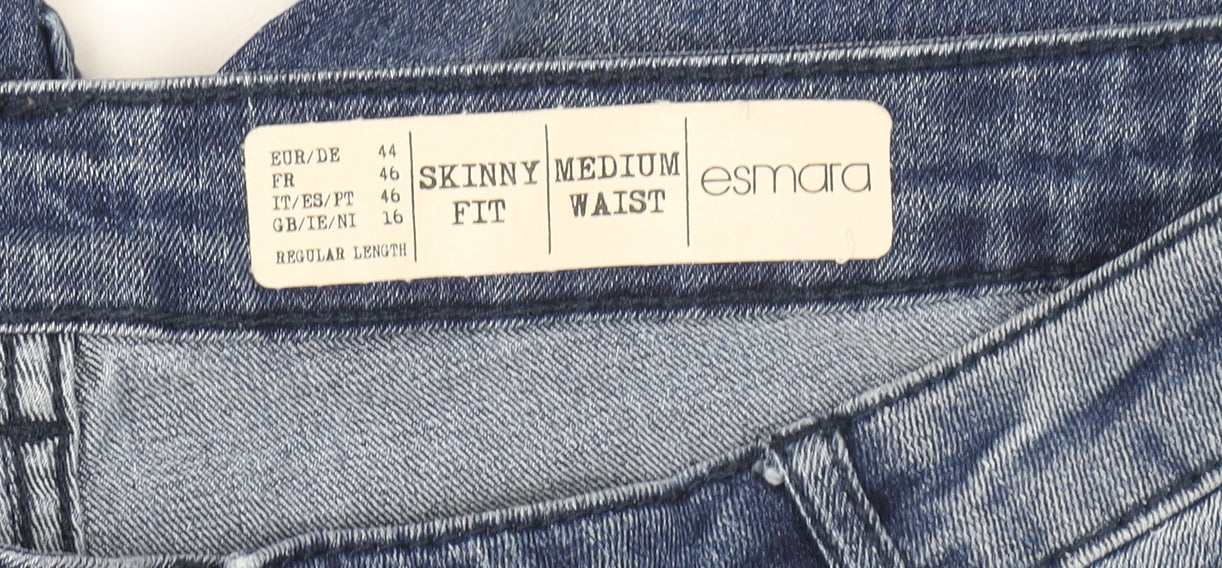 EUR/DE 44
FR 46
IT/ES/PT 46
GB/IE/NI 16
REGULAR LENGTH
SKINNY
FIT
MEDIUM
WAIST
esmara